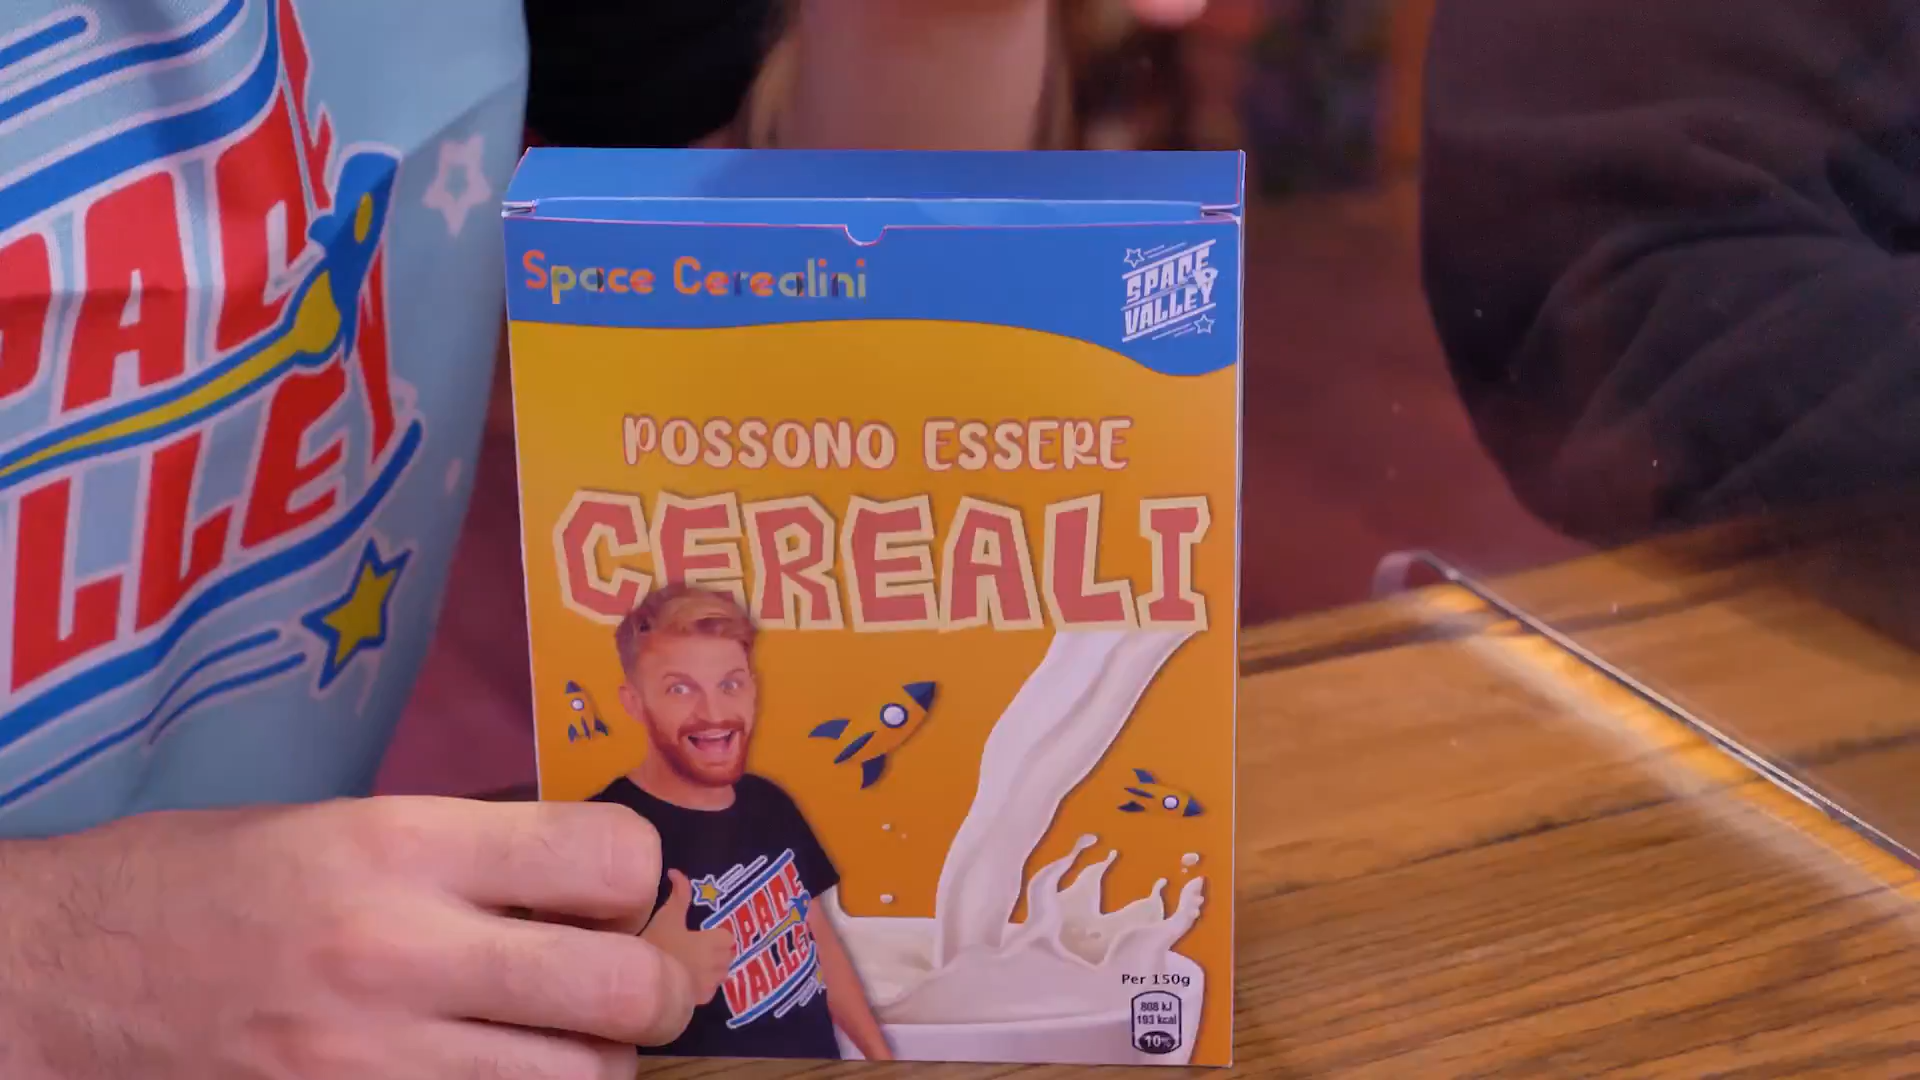 SPACE
VALLEY
Space Cerealini
SPACE
VALLEY
POSSONO ESSERE
CEREALI
SPACE
VALLEY
Per 150g
808 kJ
193 kcal
10%